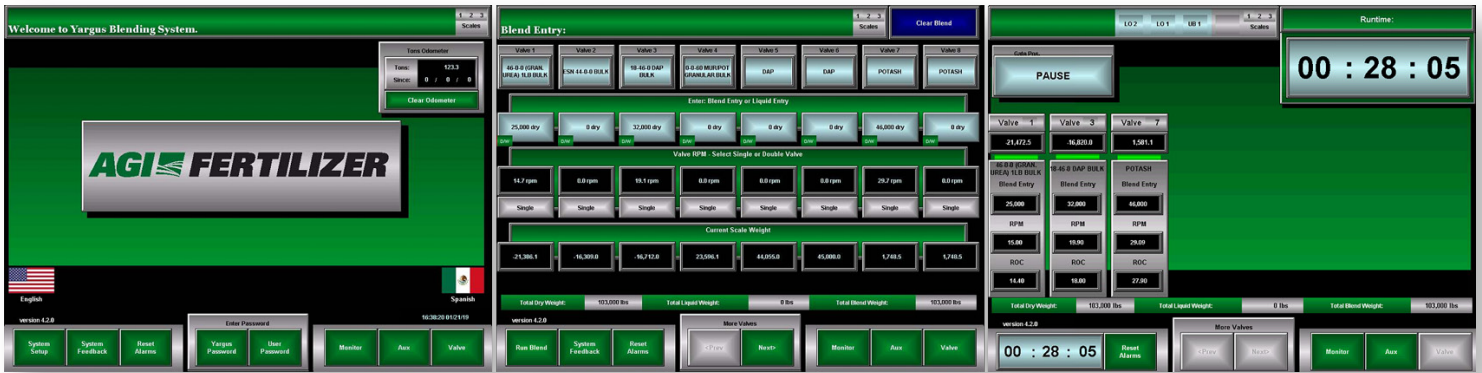 Welcome to Yargus Blending System.
1 2 3
Scales
Tons Odometer
Tons: 123.3
Since: 0 / 0 / 0
Clear Odometer
AGI FERTILIZER
English
Spanish
version 4.2.0
16:38:20 01/21/19
System Setup
System Feedback
Reset Alarms
Enter Password
Yargus Password
User Password
Monitor
Aux
Valve
Blend Entry:
1 2 3
Scales
Clear Blend
Valve 1 Valve 2 Valve 3 Valve 4 Valve 5 Valve 6 Valve 7 Valve 8
46-0-0 (GRAN. UREA) 1LB BULK
ESN 44-0-0 BULK
18-46-0 DAP BULK
0-0-60 MUR/POT GRANULAR BULK
DAP
DAP
POTASH
POTASH
Enter: Blend Entry or Liquid Entry
25,000 dry 0 dry 32,000 dry 0 dry 0 dry 0 dry 46,000 dry 0 dry
D/W D/W D/W D/W D/W D/W D/W D/W
Valve RPM - Select Single or Double Valve
14.7 rpm 0.0 rpm 19.1 rpm 0.0 rpm 0.0 rpm 0.0 rpm 29.7 rpm 0.0 rpm
Single Single Single Single Single Single Single Single
Current Scale Weight
-21,306.1 -16,309.0 -16,712.0 23,596.1 44,055.0 45,000.0 1,740.5 1,740.5
Total Dry Weight: 103,000 lbs Total Liquid Weight: 0 lbs Total Blend Weight: 103,000 lbs
version 4.2.0
Run Blend
System Feedback
Reset Alarms
More Valves
<Prev
Next>
Monitor
Aux
Valve
LO 2 LO 1 UB 1
1 2 3
Scales
Runtime:
00 : 28 : 05
PAUSE
Valve 1 Valve 3 Valve 7
-21,472.5 -16,820.0 1,581.1
46-0-0 (GRAN. UREA) 1LB BULK
18-46-0 DAP BULK
POTASH
Blend Entry Blend Entry Blend Entry
25,000 32,000 46,000
RPM RPM RPM
15.00 19.90 29.09
ROC ROC ROC
14.40 18.00 27.90
Total Dry Weight: 103,000 lbs Total Liquid Weight: 0 lbs Total Blend Weight: 103,000 lbs
version 4.2.0
00 : 28 : 05
Reset Alarms
More Valves
<Prev
Next>
Monitor
Aux
Valve